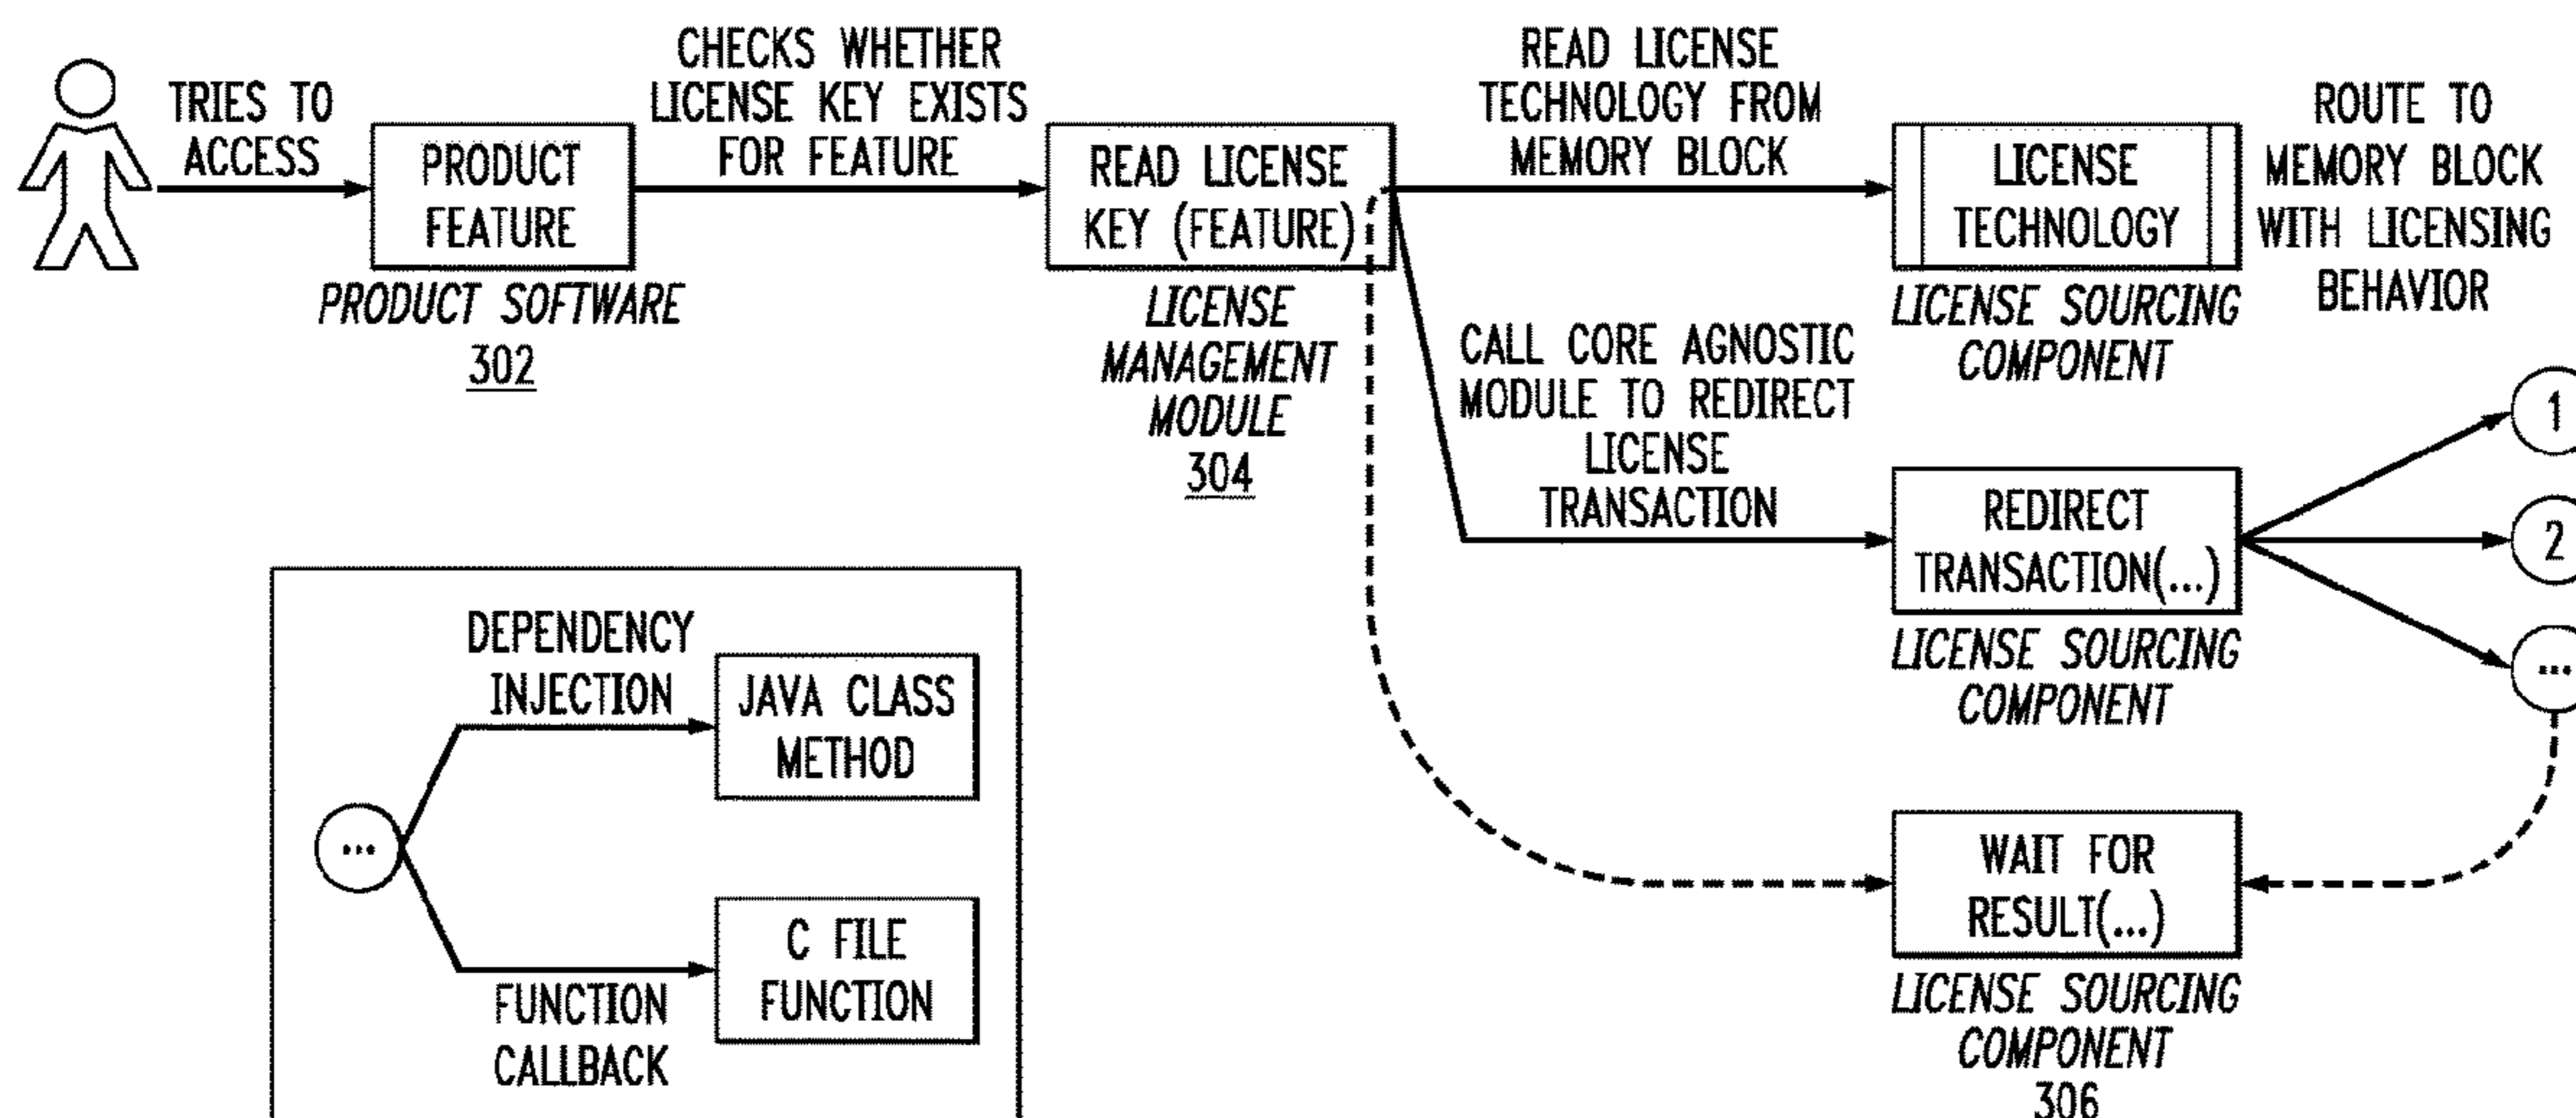 TRIES TO
ACCESS
PRODUCT
FEATURE
PRODUCT SOFTWARE
302
CHECKS WHETHER
LICENSE KEY EXISTS
FOR FEATURE
READ LICENSE
KEY (FEATURE)
LICENSE
MANAGEMENT
MODULE
304
READ LICENSE
TECHNOLOGY FROM
MEMORY BLOCK
LICENSE
TECHNOLOGY
LICENSE SOURCING
COMPONENT
ROUTE TO
MEMORY BLOCK
WITH LICENSING
BEHAVIOR
CALL CORE AGNOSTIC
MODULE TO REDIRECT
LICENSE
TRANSACTION
REDIRECT
TRANSACTION(...)
LICENSE SOURCING
COMPONENT
1
2
...
WAIT FOR
RESULT(...)
LICENSE SOURCING
COMPONENT
306
DEPENDENCY
INJECTION
JAVA CLASS
METHOD
...
C FILE
FUNCTION
FUNCTION
CALLBACK